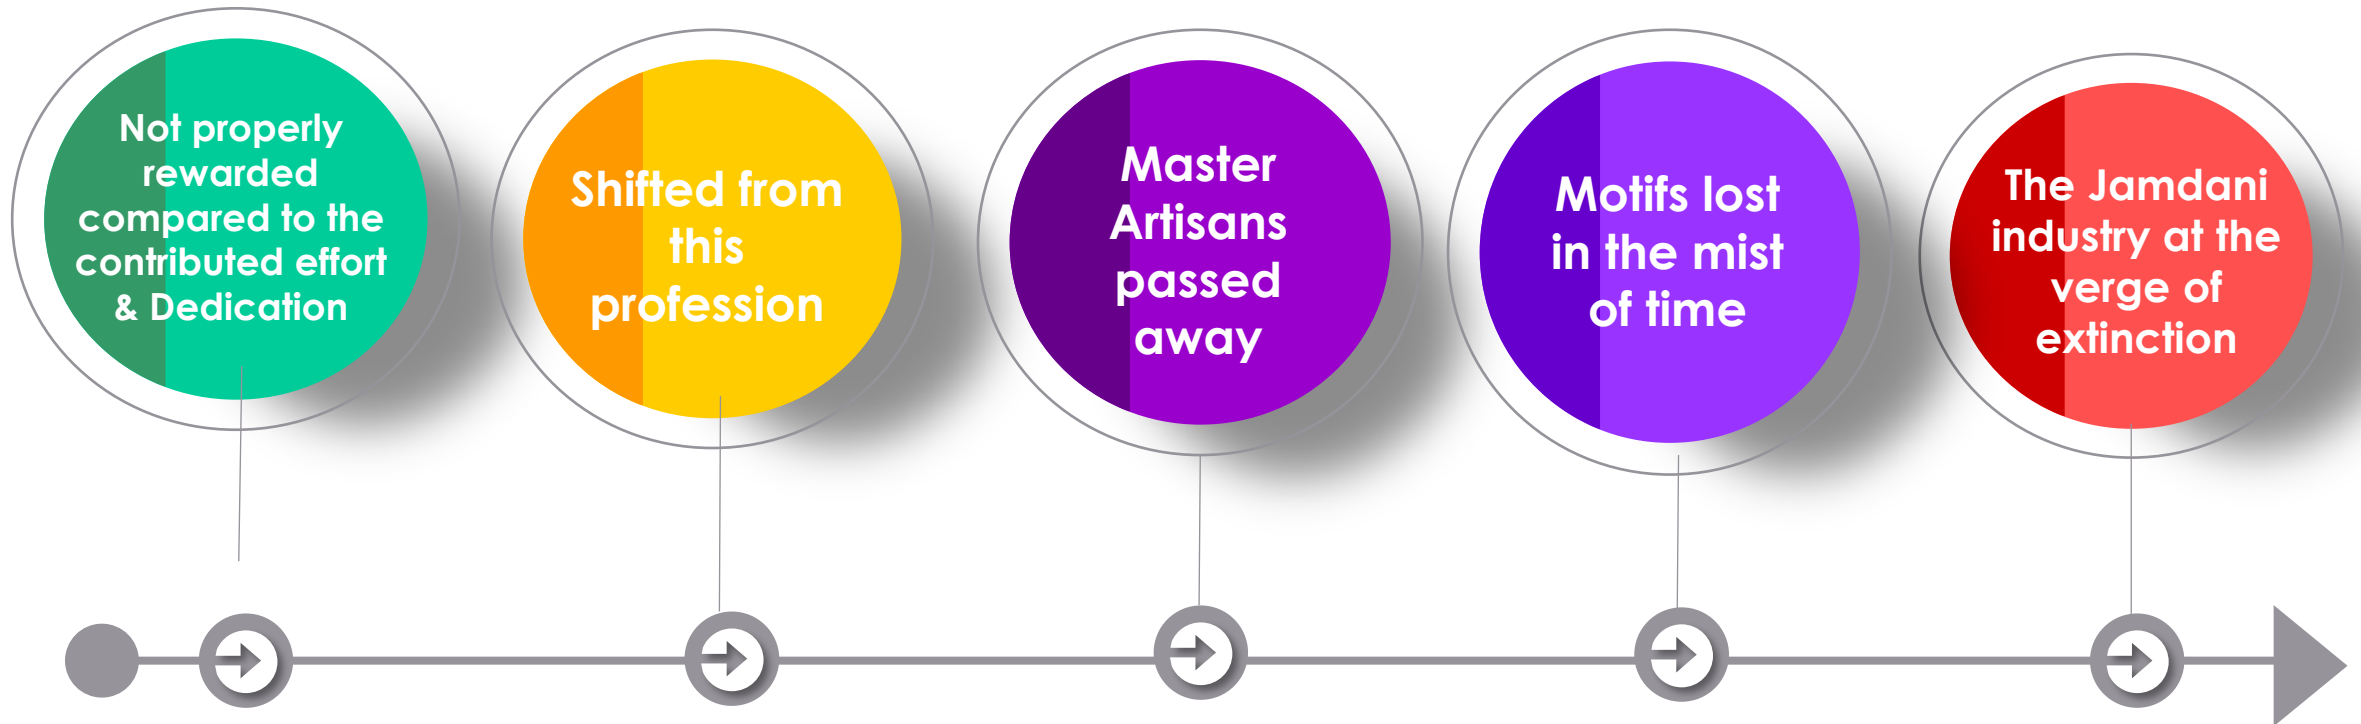 Not properly
rewarded
compared to the
contributed effort
& Dedication
Shifted from
this
profession
Master
Artisans
passed
away
Motifs lost
in the mist
of time
The Jamdani
industry at the
verge of
extinction